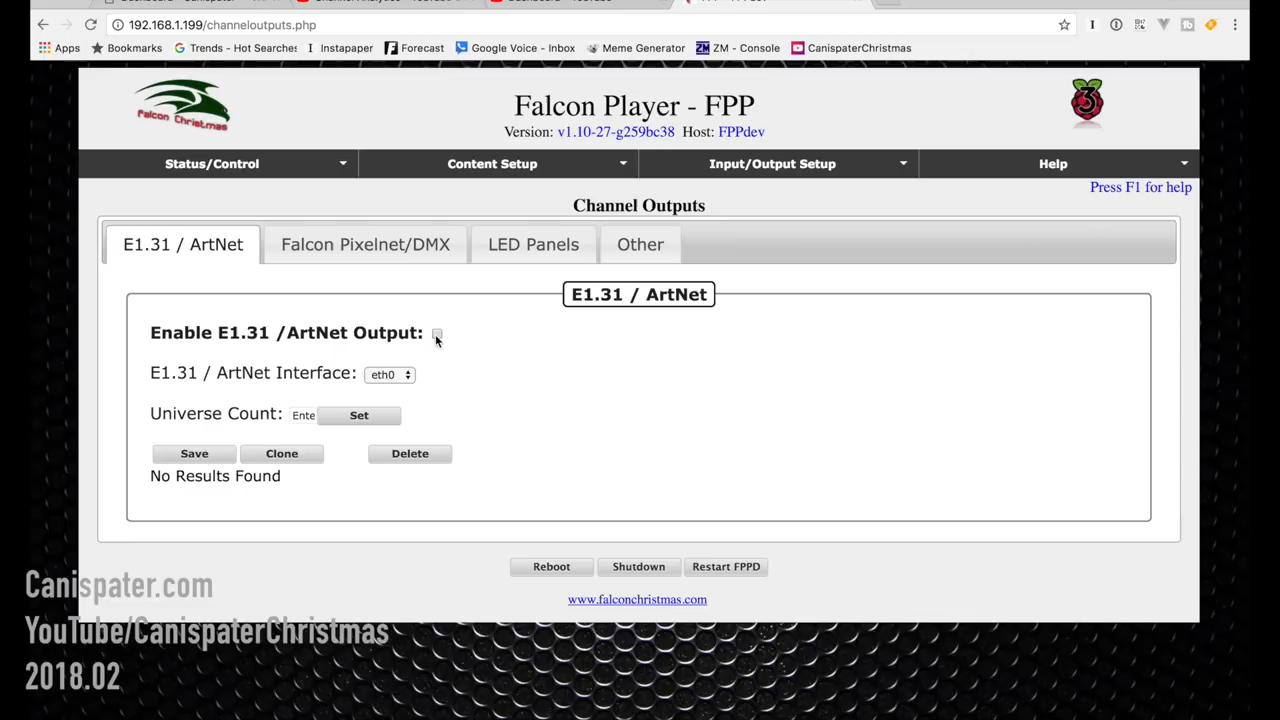 192.168.1.199/channeloutputs.php
Apps Bookmarks Trends - Hot Searches Instapaper Forecast Google Voice - Inbox Meme Generator ZM - Console CanispaterChristmas
Falcon Christmas
Falcon Player - FPP
3
Version: v1.10-27-g259bc38 Host: FPPdev
Status/Control Content Setup Input/Output Setup Help
Press F1 for help
Channel Outputs
E1.31 / ArtNet Falcon Pixelnet/DMX LED Panels Other
E1.31 / ArtNet
Enable E1.31 /ArtNet Output:
E1.31 / ArtNet Interface: eth0
Universe Count: Ente Set
Save Clone Delete
No Results Found
Reboot Shutdown Restart FPPD
www.falconchristmas.com
Canispater.com
YouTube/CanispaterChristmas
2018.02